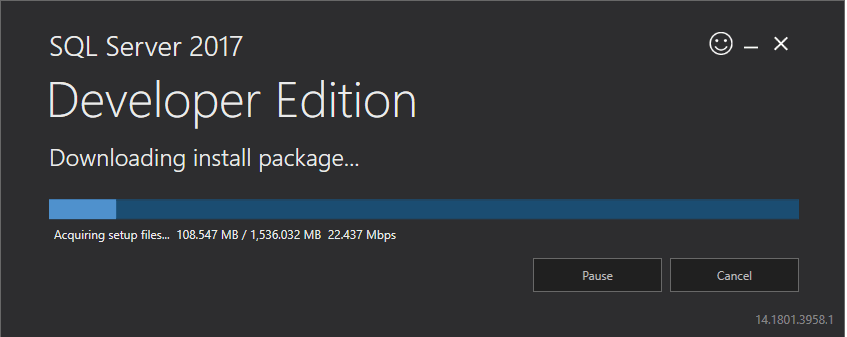 SQL Server 2017
Developer Edition
Downloading install package...
Acquiring setup files... 108.547 MB / 1,536.032 MB 22.437 Mbps
Pause Cancel
14.1801.3958.1